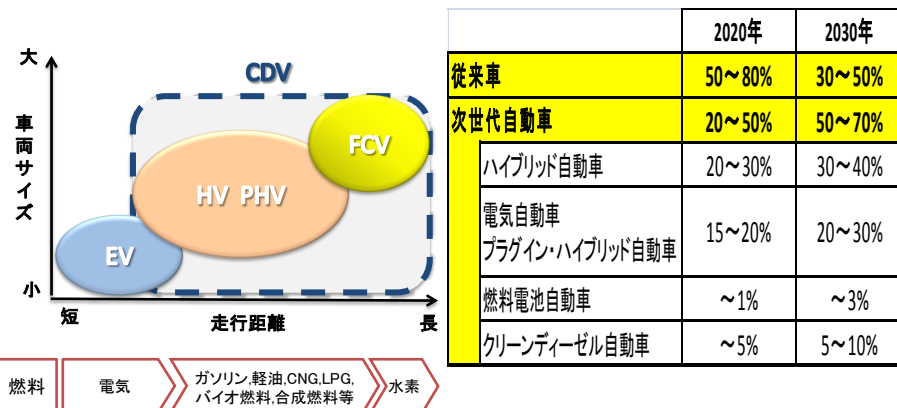 大
車両サイズ
小
CDV
FCV
HV PHV
EV
短
走行距離
長
燃料
電気
ガソリン,軽油,CNG,LPG,
バイオ燃料,合成燃料等
水素
2020年 2030年
従来車 50～80% 30～50%
次世代自動車 20～50% 50～70%
ハイブリッド自動車 20～30% 30～40%
電気自動車
プラグイン・ハイブリッド自動車 15～20% 20～30%
燃料電池自動車 ～1% ～3%
クリーンディーゼル自動車 ～5% 5～10%